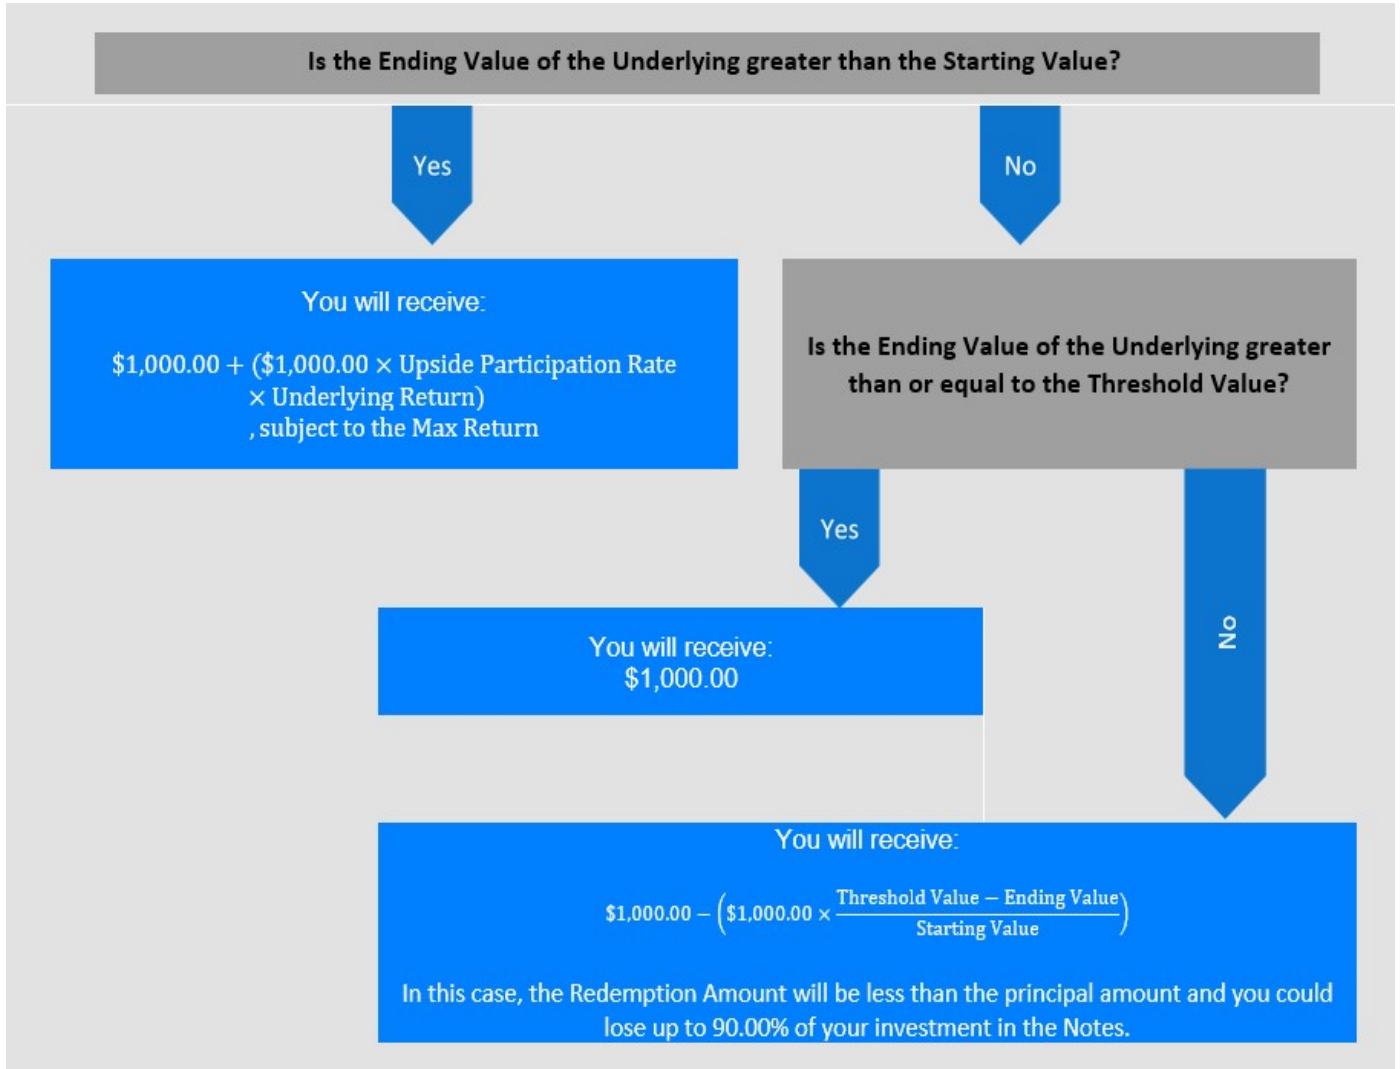 Is the Ending Value of the Underlying greater than the Starting Value?
Yes
No
You will receive:
$1,000.00 + ($1,000.00 × Upside Participation Rate
× Underlying Return)
, subject to the Max Return
Is the Ending Value of the Underlying greater
than or equal to the Threshold Value?
Yes
No
You will receive:
$1,000.00
You will receive:
$1,000.00 − ($1,000.00 × (Threshold Value − Ending Value) / Starting Value)
In this case, the Redemption Amount will be less than the principal amount and you could
lose up to 90.00% of your investment in the Notes.